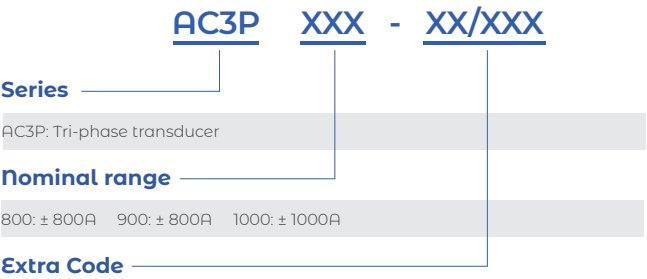 AC3P XXX - XX/XXX
Series
AC3P: Tri-phase transducer
Nominal range
800: ± 800A 900: ± 800A 1000: ± 1000A
Extra Code